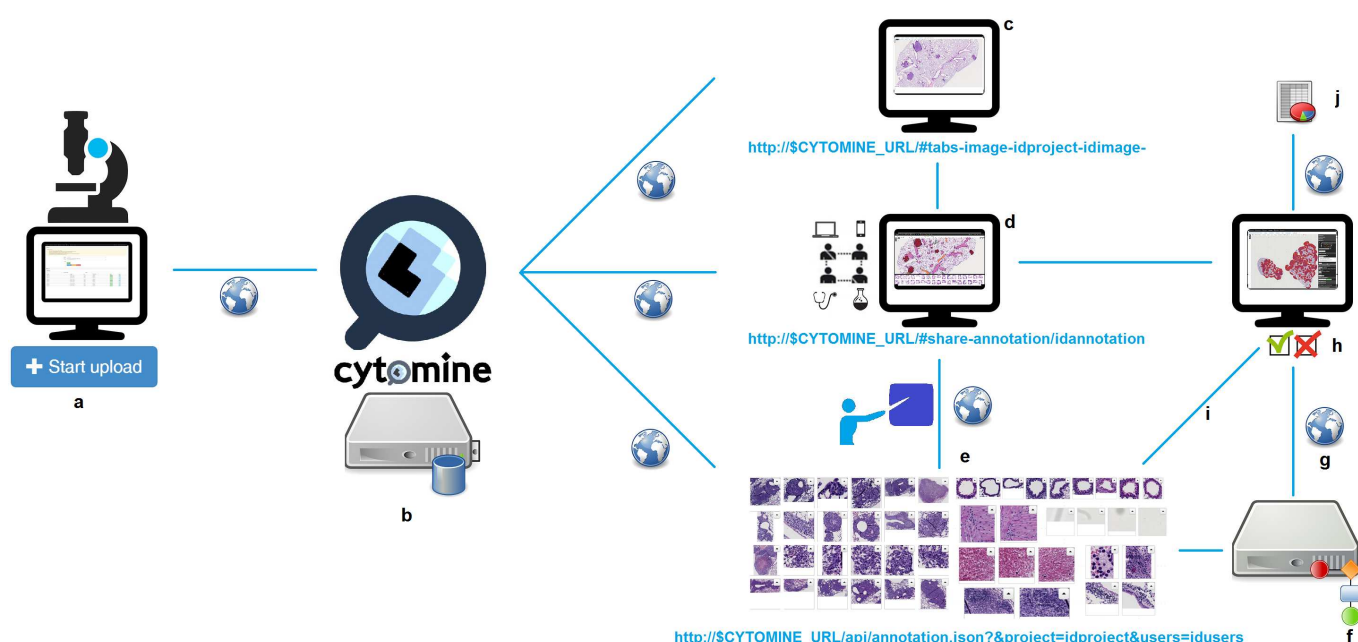 c
j
http://$CYTOMINE_URL/#tabs-image-idproject-idimage-
d
http://$CYTOMINE_URL/#share-annotation/idannotation
h
+ Start upload
a
cytomine
i
e
g
b
http://$CYTOMINE_URL/api/annotation.json?&project=idproject&users=idusers
f